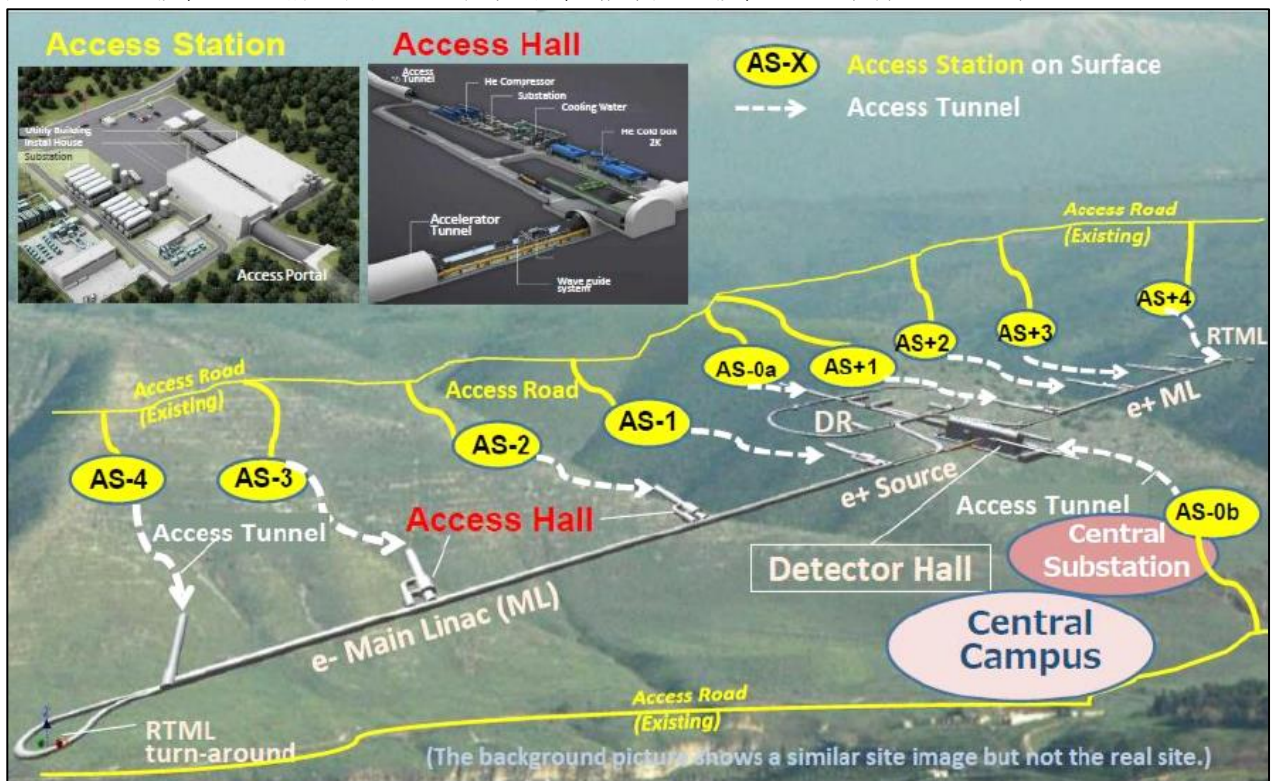 Access Station
Access Hall
AS-X
Access Station on Surface
Access Tunnel
Access
Tunnel
He Compressor
Substation
Cooling Water
He Cold box
2K
Utility Building
Instal House
Substation
Access Portal
Accelerator
Tunnel
Wave guide
system
Access Road
(Existing)
AS+4
RTML
AS+3
AS+2
AS+1
AS-0a
e+ ML
DR
Access Road
(Existing)
Access Road
AS-1
AS-2
AS-3
AS-4
e+ Source
Access Tunnel
AS-0b
Access Tunnel
Access Hall
Central
Substation
Detector Hall
Central
Campus
e- Main Linac (ML)
Access Road
(Existing)
RTML
turn-around
(The background picture shows a similar site image but not the real site.)